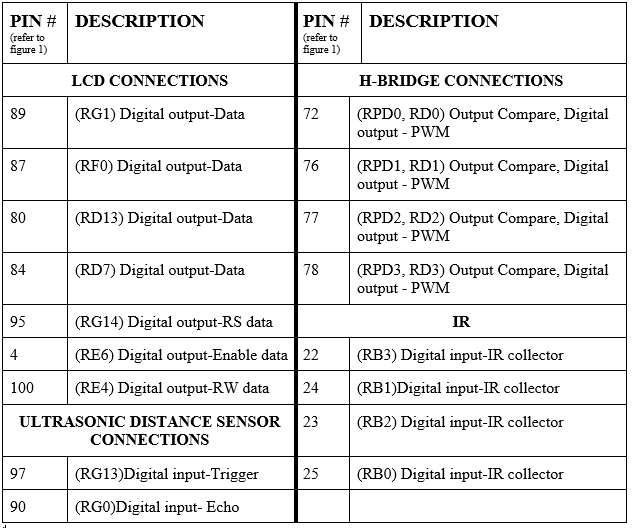 PIN # DESCRIPTION PIN # DESCRIPTION
(refer to (refer to
figure 1) figure 1)
LCD CONNECTIONS H-BRIDGE CONNECTIONS
89 (RG1) Digital output-Data 72 (RPD0, RD0) Output Compare, Digital
output - PWM
87 (RF0) Digital output-Data 76 (RPD1, RD1) Output Compare, Digital
output - PWM
80 (RD13) Digital output-Data 77 (RPD2, RD2) Output Compare, Digital
output - PWM
84 (RD7) Digital output-Data 78 (RPD3, RD3) Output Compare, Digital
output - PWM
95 (RG14) Digital output-RS data IR
4 (RE6) Digital output-Enable data 22 (RB3) Digital input-IR collector
100 (RE4) Digital output-RW data 24 (RB1)Digital input-IR collector
ULTRASONIC DISTANCE SENSOR 23 (RB2) Digital input-IR collector
CONNECTIONS
97 (RG13)Digital input-Trigger 25 (RB0) Digital input-IR collector
90 (RG0)Digital input- Echo